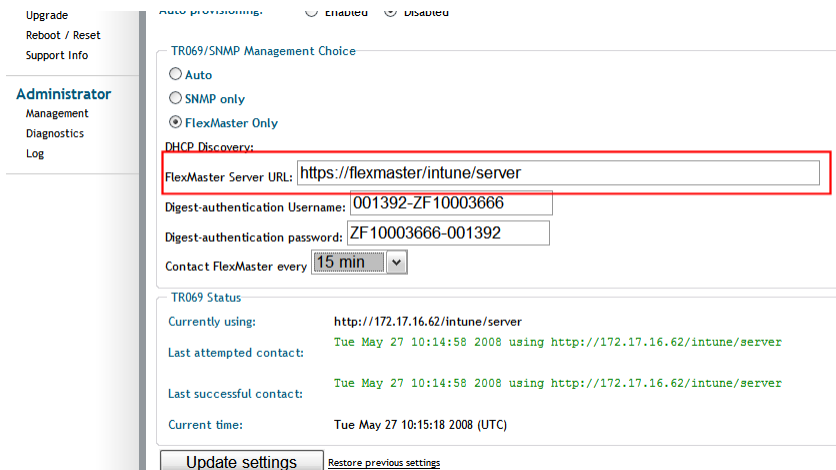 Upgrade
Reboot / Reset
Support Info
Administrator
Management
Diagnostics
Log
Auto provisioning: Enabled Disabled
TR069/SNMP Management Choice
Auto
SNMP only
FlexMaster Only
DHCP Discovery:
FlexMaster Server URL: https://flexmaster/intune/server
Digest-authentication Username: 001392-ZF10003666
Digest-authentication password: ZF10003666-001392
Contact FlexMaster every 15 min
TR069 Status
Currently using: http://172.17.16.62/intune/server
Last attempted contact: Tue May 27 10:14:58 2008 using http://172.17.16.62/intune/server
Last successful contact: Tue May 27 10:14:58 2008 using http://172.17.16.62/intune/server
Current time: Tue May 27 10:15:18 2008 (UTC)
Update settings Restore previous settings